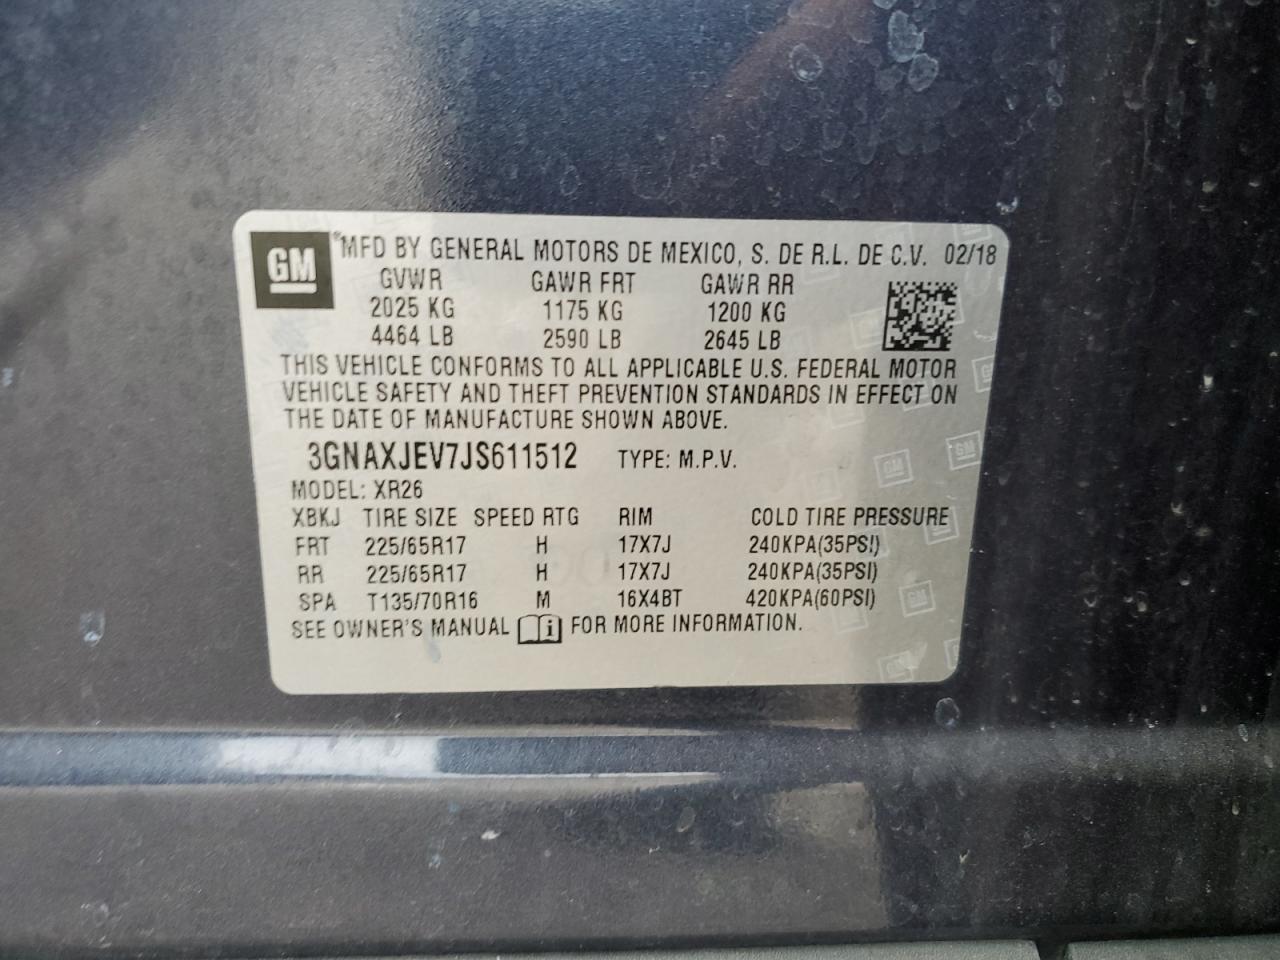 GM
MFD BY GENERAL MOTORS DE MEXICO, S. DE R.L. DE C.V. 02/18
GVWR GAWR FRT GAWR RR
2025 KG 1175 KG 1200 KG
4464 LB 2590 LB 2645 LB
THIS VEHICLE CONFORMS TO ALL APPLICABLE U.S. FEDERAL MOTOR
VEHICLE SAFETY AND THEFT PREVENTION STANDARDS IN EFFECT ON
THE DATE OF MANUFACTURE SHOWN ABOVE.
3GNAXJEV7JS611512 TYPE: M.P.V.
MODEL: XR26
XBKJ TIRE SIZE SPEED RTG RIM COLD TIRE PRESSURE
FRT 225/65R17 H 17X7J 240KPA(35PSI)
RR 225/65R17 H 17X7J 240KPA(35PSI)
SPA T135/70R16 M 16X4BT 420KPA(60PSI)
SEE OWNER'S MANUAL i FOR MORE INFORMATION.